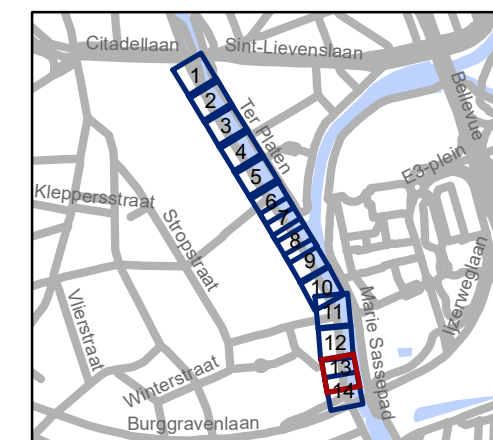 Citadellaan
Sint-Lievenslaan
1
2
3
4
5
6
7
8
9
10
11
12
13
14
Ter Platen
Bellevue
E3-plein
Kleppersstraat
Stropstraat
IJzerweglaan
Marie Sassepad
Vlierstraat
Winterstraat
Burggravenlaan